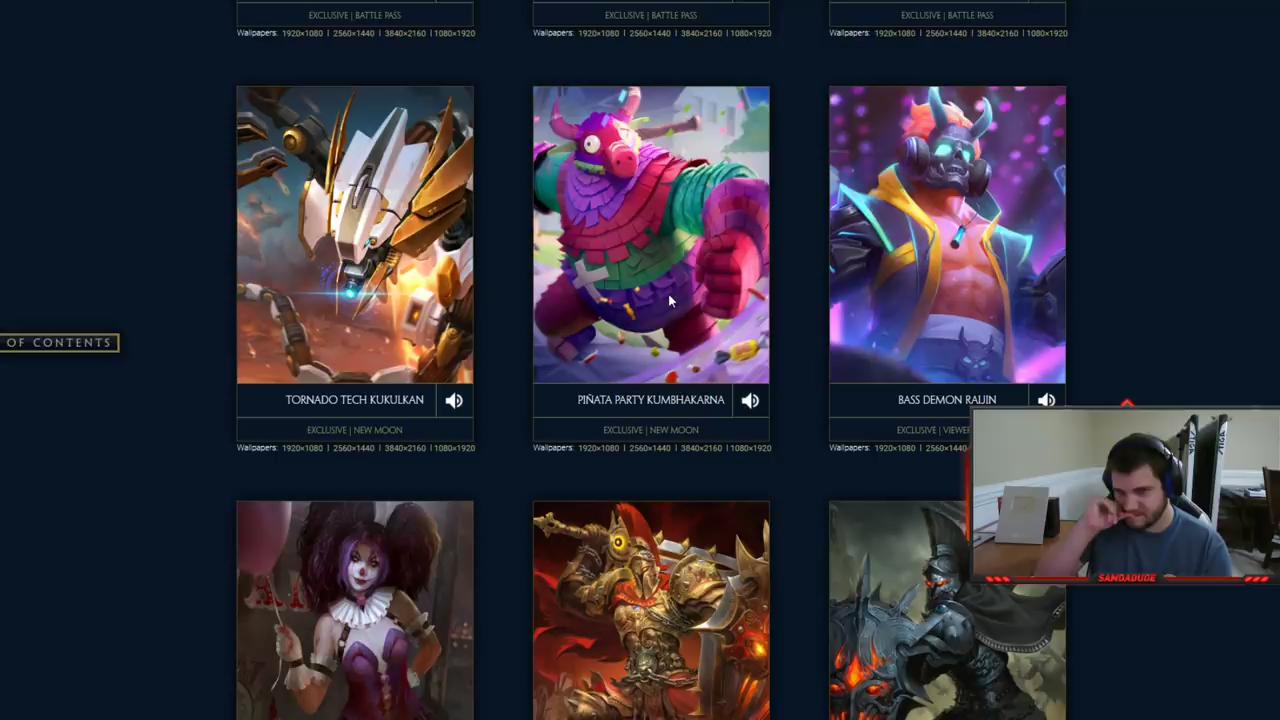 EXCLUSIVE | BATTLE PASS
EXCLUSIVE | BATTLE PASS
EXCLUSIVE | BATTLE PASS
Wallpapers: 1920×1080 | 2560×1440 | 3840×2160 | 1080×1920
Wallpapers: 1920×1080 | 2560×1440 | 3840×2160 | 1080×1920
Wallpapers: 1920×1080 | 2560×1440 | 3840×2160 | 1080×1920
OF CONTENTS
TORNADO TECH KUKULKAN
PIÑATA PARTY KUMBHAKARNA
BASS DEMON RAIJIN
EXCLUSIVE | NEW MOON
EXCLUSIVE | NEW MOON
EXCLUSIVE | VIEWER
Wallpapers: 1920×1080 | 2560×1440 | 3840×2160 | 1080×1920
Wallpapers: 1920×1080 | 2560×1440 | 3840×2160 | 1080×1920
Wallpapers: 1920×1080 | 2560×1440
SANDADUDE